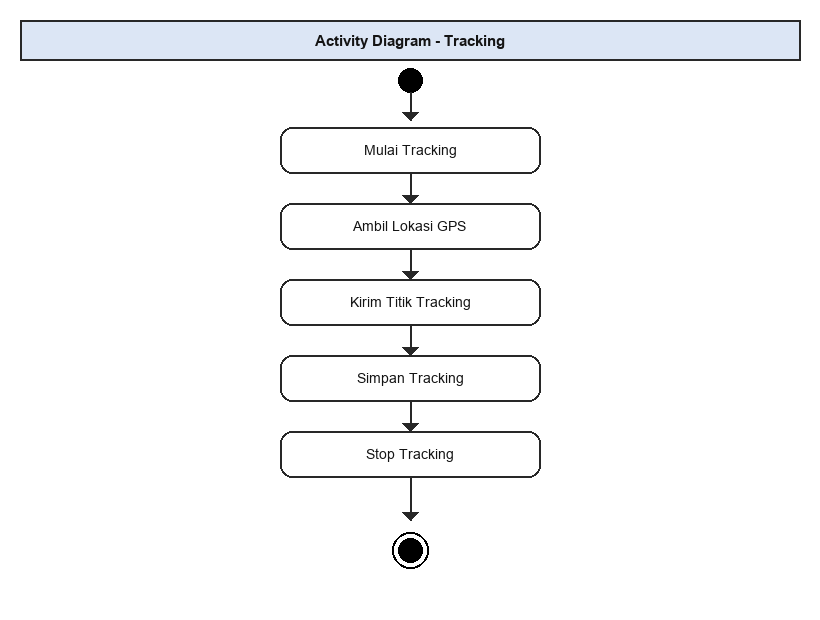 Activity Diagram - Tracking
Mulai Tracking
Ambil Lokasi GPS
Kirim Titik Tracking
Simpan Tracking
Stop Tracking